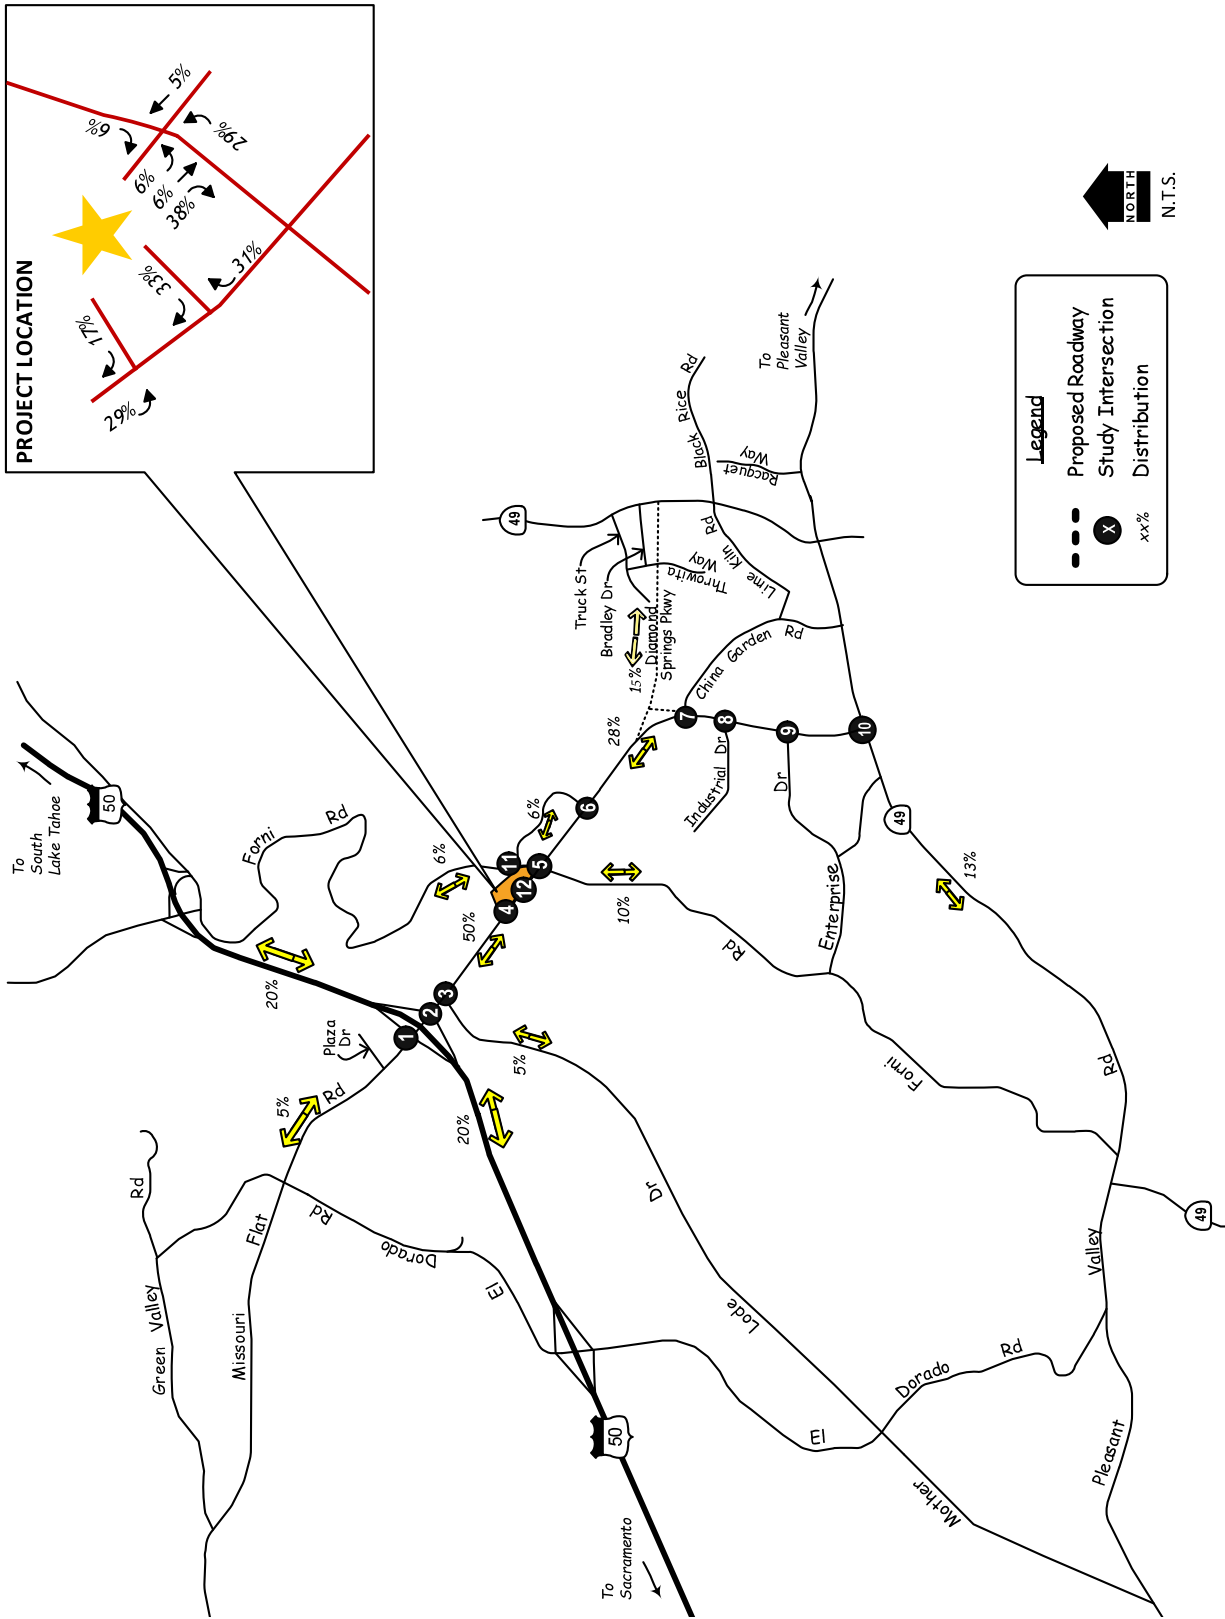 PROJECT LOCATION
29%
17%
33%
31%
6%
6%
38%
6%
5%
29%
To
South
Lake Tahoe
50
Forni
Rd
6%
50%
20%
Plaza
Dr
5%
Rd
Flat
Missouri
Green Valley
Rd
El
Dorado
Rd
20%
5%
1
2
3
4
12
11
5
6
6%
28%
15%
Diamond
Springs Pkwy
Truck St
Bradley Dr
Throwita
Way
49
Lime Kiln
Rd
Black Rice Rd
Racquet
Way
To
Pleasant
Valley
China Garden Rd
7
8
9
10
Industrial Dr
Enterprise
Dr
49
13%
10%
Forni
Rd
Mother
Lode
Dr
El
Dorado
Rd
Pleasant
Valley
Rd
49
50
To
Sacramento
Legend
Proposed Roadway
X Study Intersection
xx% Distribution
NORTH
N.T.S.